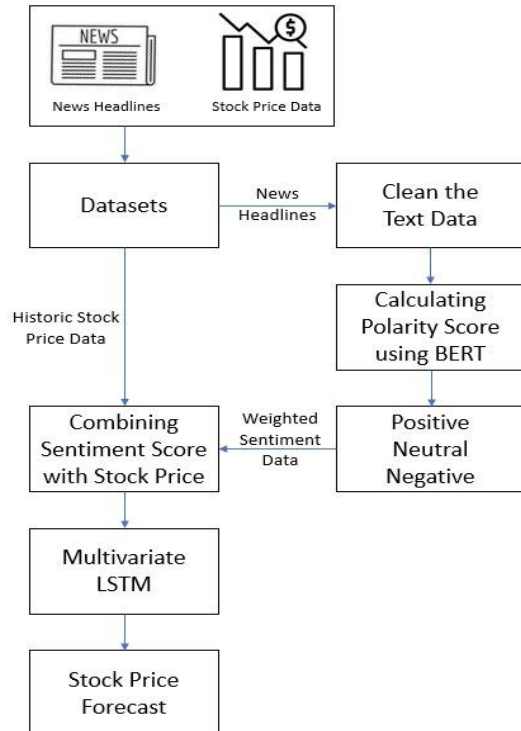 NEWS
$
News Headlines
Stock Price Data
Datasets
News
Headlines
Clean the
Text Data
Historic Stock
Price Data
Calculating
Polarity Score
using BERT
Combining
Sentiment Score
with Stock Price
Weighted
Sentiment
Data
Positive
Neutral
Negative
Multivariate
LSTM
Stock Price
Forecast